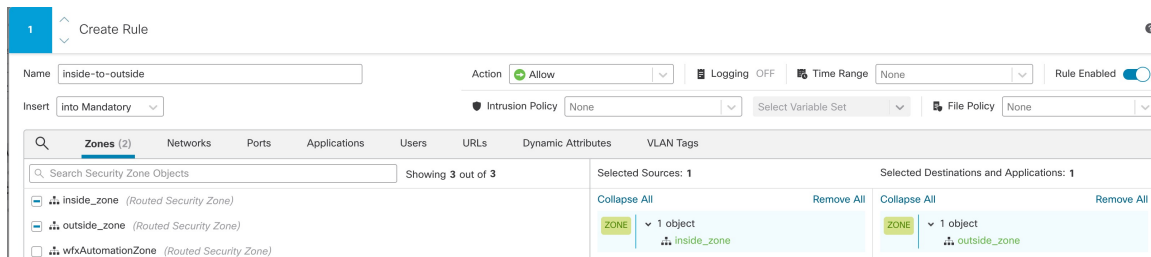 1 Create Rule
Name inside-to-outside Action Allow Logging OFF Time Range None Rule Enabled
Insert into Mandatory Intrusion Policy None Select Variable Set File Policy None
Zones (2) Networks Ports Applications Users URLs Dynamic Attributes VLAN Tags
Search Security Zone Objects Showing 3 out of 3 Selected Sources: 1 Selected Destinations and Applications: 1
inside_zone (Routed Security Zone) Collapse All Remove All Collapse All Remove All
outside_zone (Routed Security Zone) ZONE 1 object ZONE 1 object
wfxAutomationZone (Routed Security Zone) inside_zone outside_zone